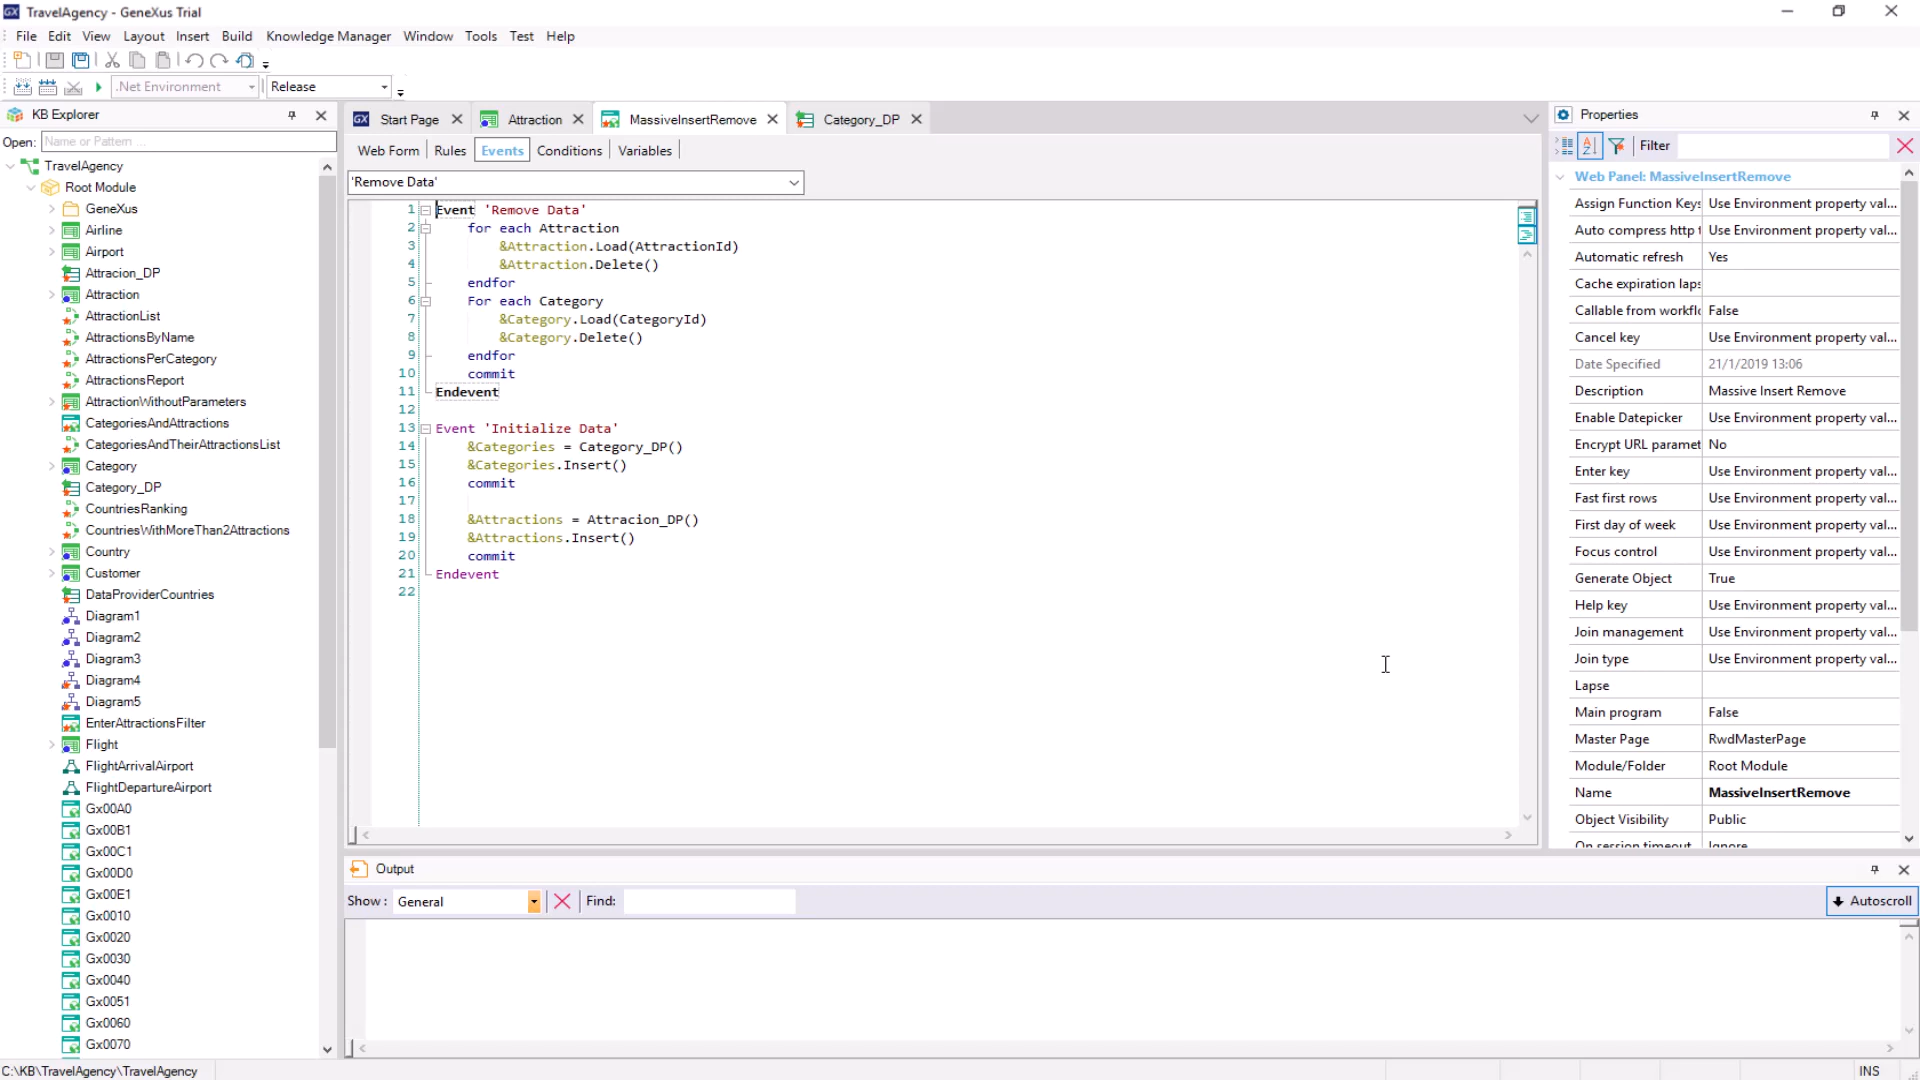 TravelAgency - GeneXus Trial
File Edit View Layout Insert Build Knowledge Manager Window Tools Test Help
.Net Environment Release
KB Explorer
Open: Name or Pattern ...
TravelAgency
Root Module
GeneXus
Airline
Airport
Attracion_DP
Attraction
AttractionList
AttractionsByName
AttractionsPerCategory
AttractionsReport
AttractionWithoutParameters
CategoriesAndAttractions
CategoriesAndTheirAttractionsList
Category
Category_DP
CountriesRanking
CountriesWithMoreThan2Attractions
Country
Customer
DataProviderCountries
Diagram1
Diagram2
Diagram3
Diagram4
Diagram5
EnterAttractionsFilter
Flight
FlightArrivalAirport
FlightDepartureAirport
Gx00A0
Gx00B1
Gx00C1
Gx00D0
Gx00E1
Gx0010
Gx0020
Gx0030
Gx0040
Gx0051
Gx0060
Gx0070
Start Page Attraction MassiveInsertRemove Category_DP
Web Form Rules Events Conditions Variables
'Remove Data'
1 Event 'Remove Data'
2 for each Attraction
3 &Attraction.Load(AttractionId)
4 &Attraction.Delete()
5 endfor
6 For each Category
7 &Category.Load(CategoryId)
8 &Category.Delete()
9 endfor
10 commit
11 Endevent
12
13 Event 'Initialize Data'
14 &Categories = Category_DP()
15 &Categories.Insert()
16 commit
17
18 &Attractions = Attracion_DP()
19 &Attractions.Insert()
20 commit
21 Endevent
22
Output
Show: General Find: Autoscroll
Properties
Filter
Web Panel: MassiveInsertRemove
Assign Function Keys Use Environment property val...
Auto compress http t Use Environment property val...
Automatic refresh Yes
Cache expiration laps
Callable from workflo False
Cancel key Use Environment property val...
Date Specified 21/1/2019 13:06
Description Massive Insert Remove
Enable Datepicker Use Environment property val...
Encrypt URL paramet No
Enter key Use Environment property val...
Fast first rows Use Environment property val...
First day of week Use Environment property val...
Focus control Use Environment property val...
Generate Object True
Help key Use Environment property val...
Join management Use Environment property val...
Join type Use Environment property val...
Lapse
Main program False
Master Page RwdMasterPage
Module/Folder Root Module
Name MassiveInsertRemove
Object Visibility Public
On session timeout Ignore
C:\KB\TravelAgency\TravelAgency INS